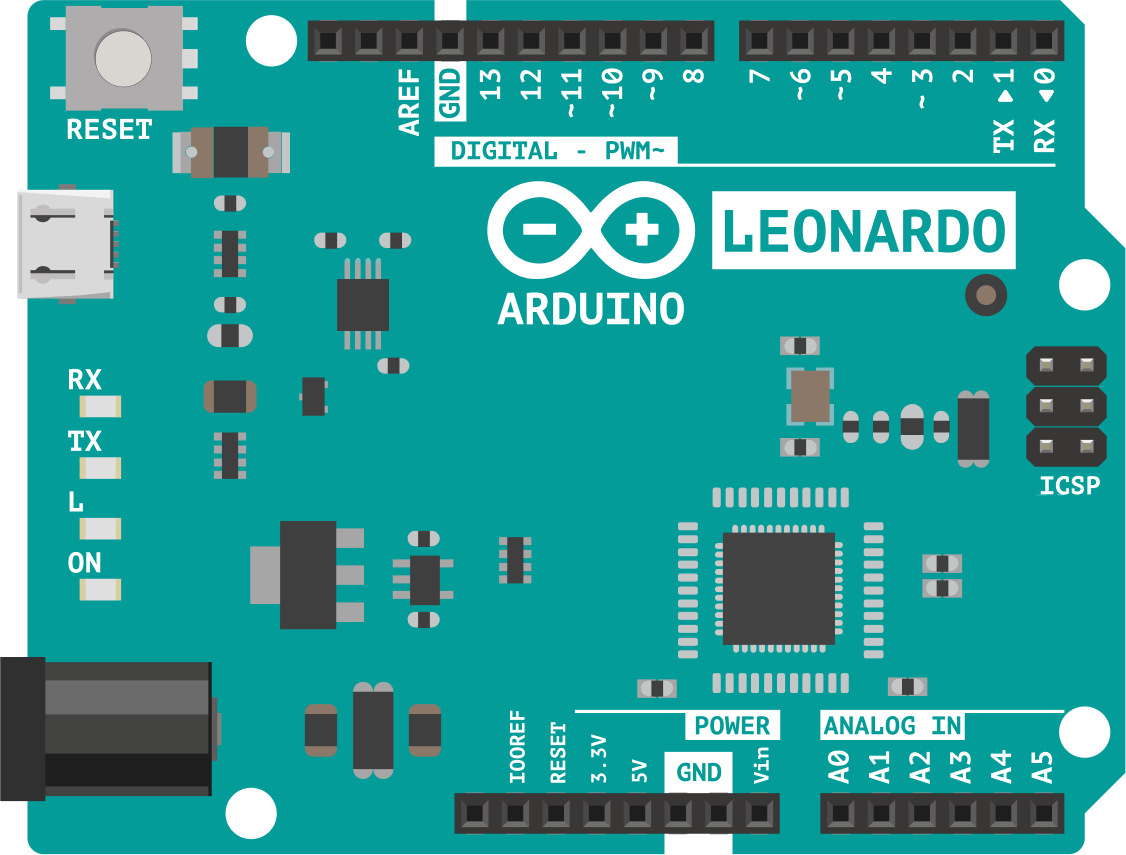 RESET
AREF
GND
13
12
~11
~10
~9
8
7
~6
~5
4
~3
2
TX ▶1
RX ◀0
DIGITAL - PWM~
LEONARDO
ARDUINO
RX
TX
L
ON
ICSP
POWER
ANALOG IN
IOOREF
RESET
3.3V
5V
GND
Vin
A0
A1
A2
A3
A4
A5